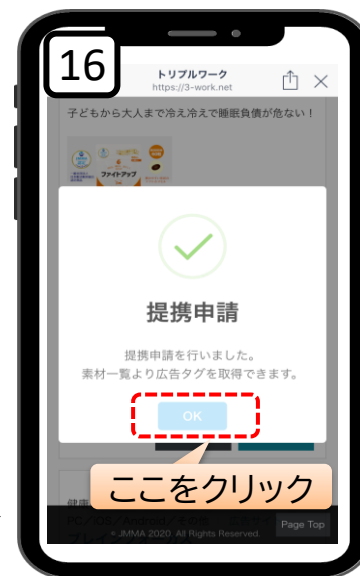 16
トリプルワーク
https://3-work.net
子どもから大人まで冷え冷えで睡眠負債が危ない！
ファイトアップ
提携申請
提携申請を行いました。
素材一覧より広告タグを取得できます。
OK
ここをクリック
健康
Page Top
© JMMA 2020. All Rights Reserved.